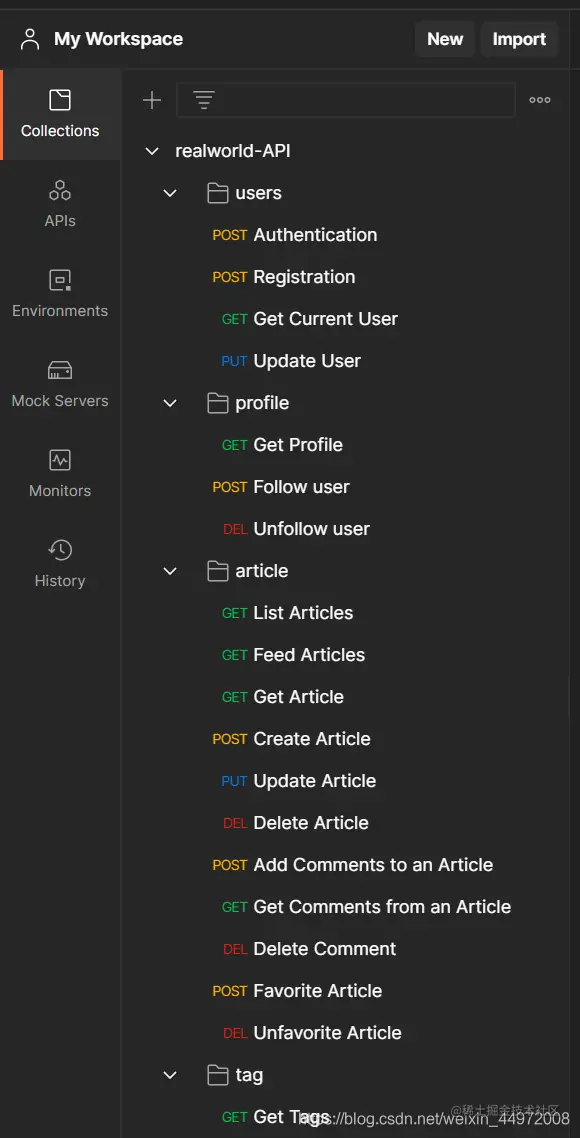 My Workspace
New
Import
Collections
APIs
Environments
Mock Servers
Monitors
History
realworld-API
users
POST Authentication
POST Registration
GET Get Current User
PUT Update User
profile
GET Get Profile
POST Follow user
DEL Unfollow user
article
GET List Articles
GET Feed Articles
GET Get Article
POST Create Article
PUT Update Article
DEL Delete Article
POST Add Comments to an Article
GET Get Comments from an Article
DEL Delete Comment
POST Favorite Article
DEL Unfavorite Article
tag
GET Get Tags
@稀土掘金技术社区
https://blog.csdn.net/weixin_44972008